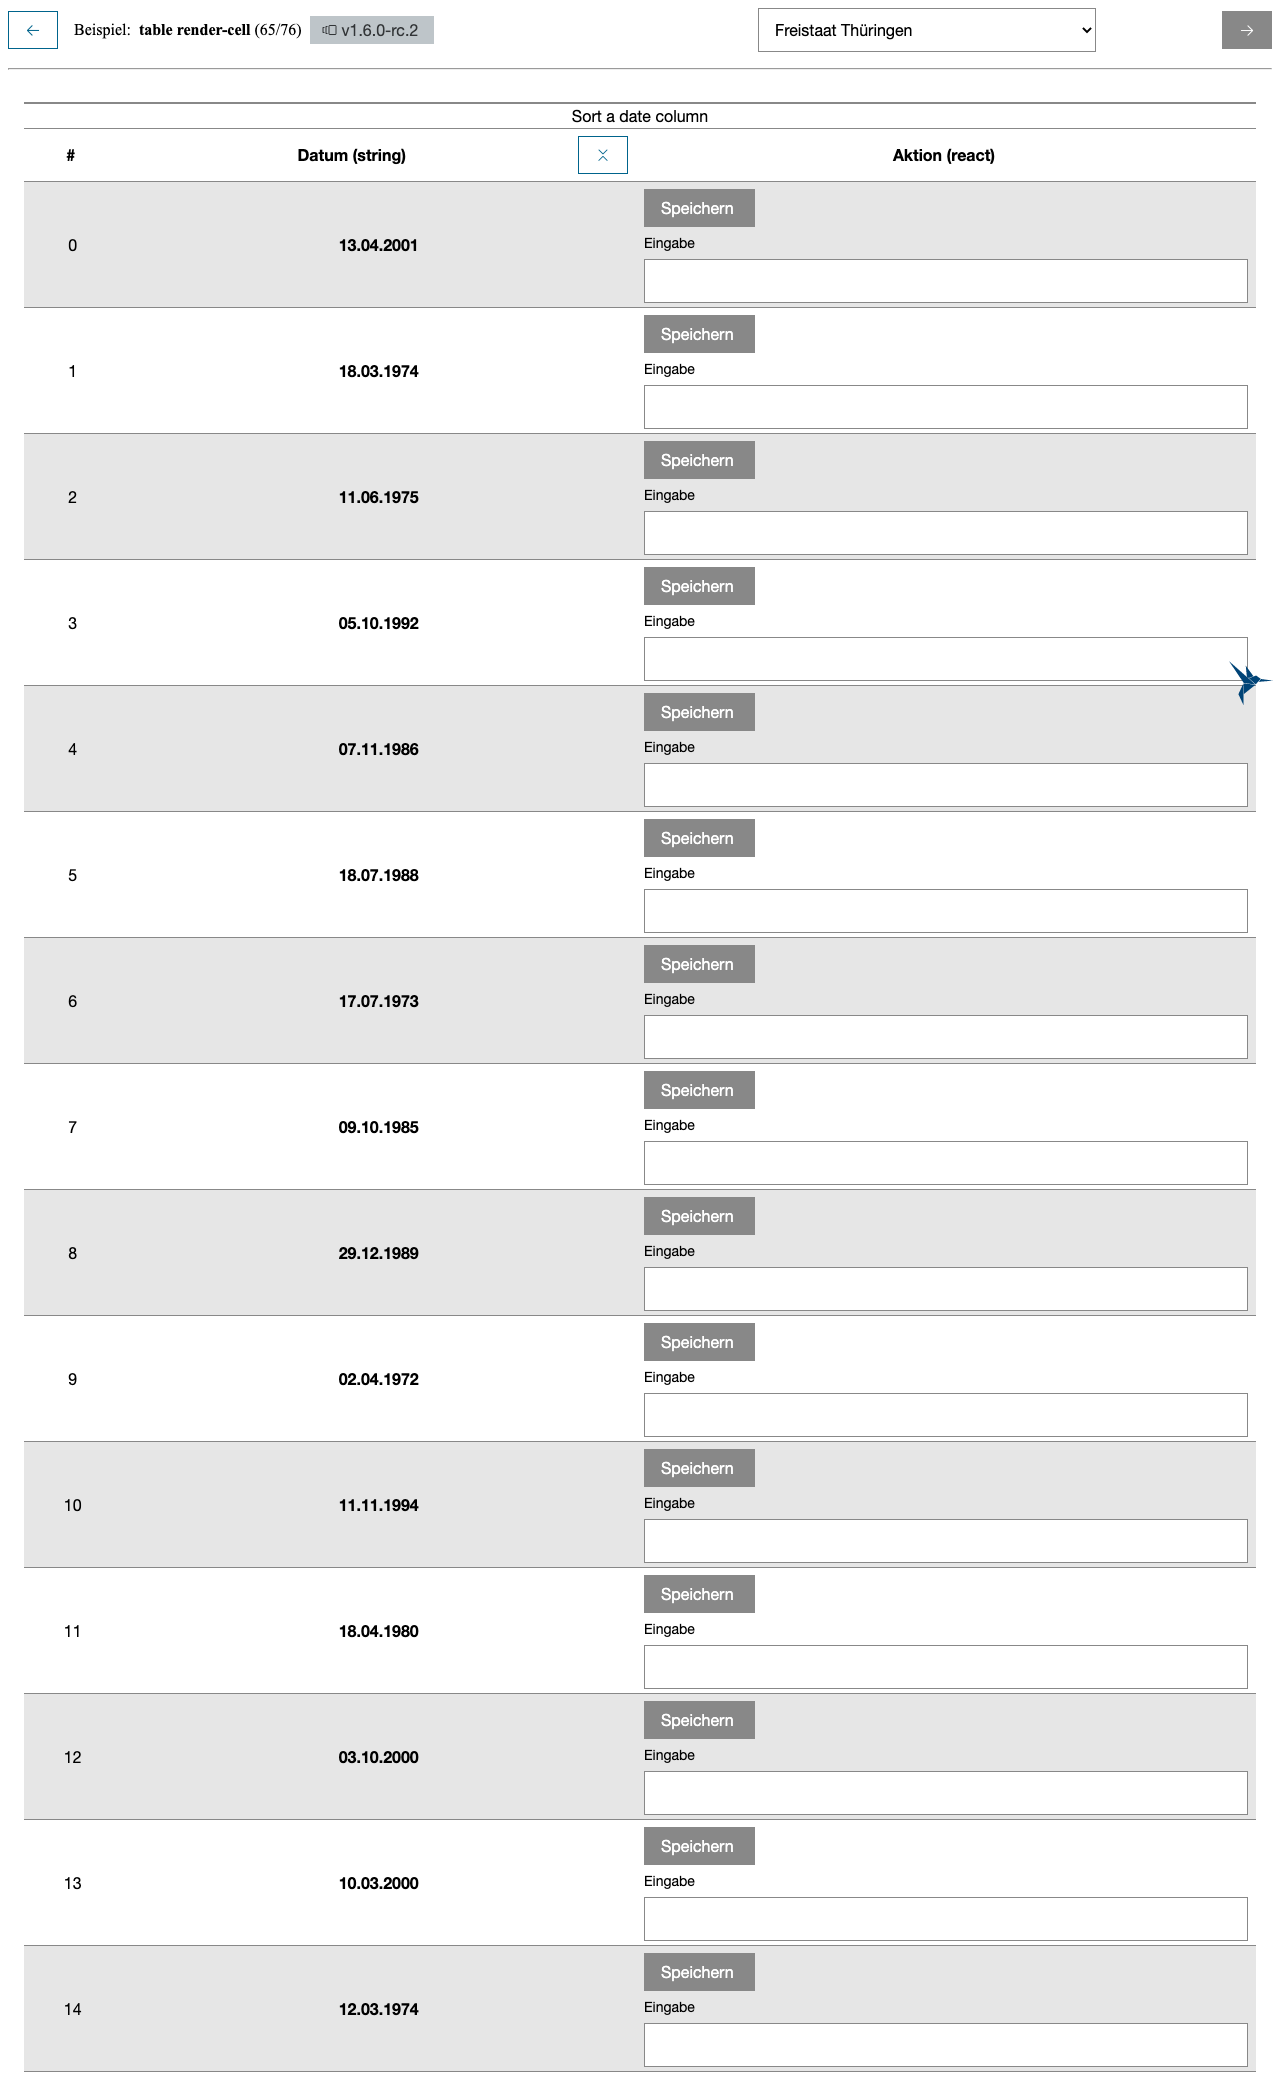 Beispiel: table render-cell (65/76) v1.6.0-rc.2 Freistaat Thüringen
Sort a date column
# Datum (string) Aktion (react)
Speichern
0 13.04.2001 Eingabe
Speichern
1 18.03.1974 Eingabe
Speichern
2 11.06.1975 Eingabe
Speichern
3 05.10.1992 Eingabe
Speichern
4 07.11.1986 Eingabe
Speichern
5 18.07.1988 Eingabe
Speichern
6 17.07.1973 Eingabe
Speichern
7 09.10.1985 Eingabe
Speichern
8 29.12.1989 Eingabe
Speichern
9 02.04.1972 Eingabe
Speichern
10 11.11.1994 Eingabe
Speichern
11 18.04.1980 Eingabe
Speichern
12 03.10.2000 Eingabe
Speichern
13 10.03.2000 Eingabe
Speichern
14 12.03.1974 Eingabe